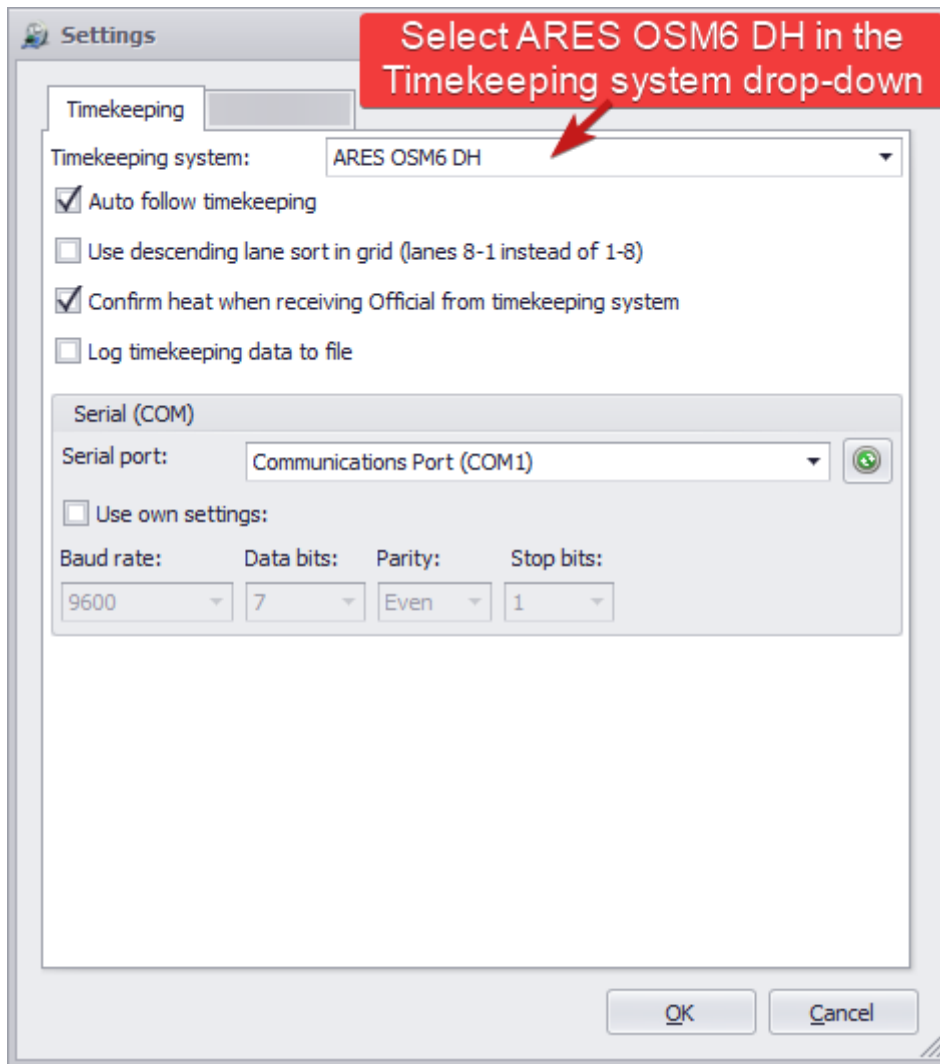 Settings
Select ARES OSM6 DH in the
Timekeeping system drop-down
Timekeeping
Timekeeping system: ARES OSM6 DH
Auto follow timekeeping
Use descending lane sort in grid (lanes 8-1 instead of 1-8)
Confirm heat when receiving Official from timekeeping system
Log timekeeping data to file
Serial (COM)
Serial port: Communications Port (COM1)
Use own settings:
Baud rate: Data bits: Parity: Stop bits:
9600 7 Even 1
OK Cancel